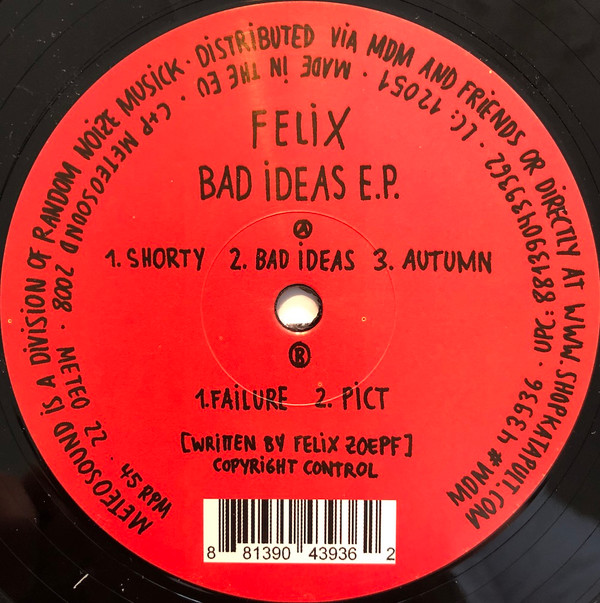 METEOSOUND IS A DIVISION OF RANDOM NOIZE MUSICK · DISTRIBUTED VIA MDM AND FRIENDS OR DIRECTLY AT WWW.SHOPKATAPULT.COM
MDM # 43936 · UPC: 881390439362 · LC: 12051 · MADE IN THE EU · C+P METEOSOUND 2008 · METEO 22 · 45 RPM
FELIX
BAD IDEAS E.P.
A
1. SHORTY 2. BAD IDEAS 3. AUTUMN
B
1. FAILURE 2. PICT
[WRITTEN BY FELIX ZOEPF]
COPYRIGHT CONTROL
8 81390 43936 2